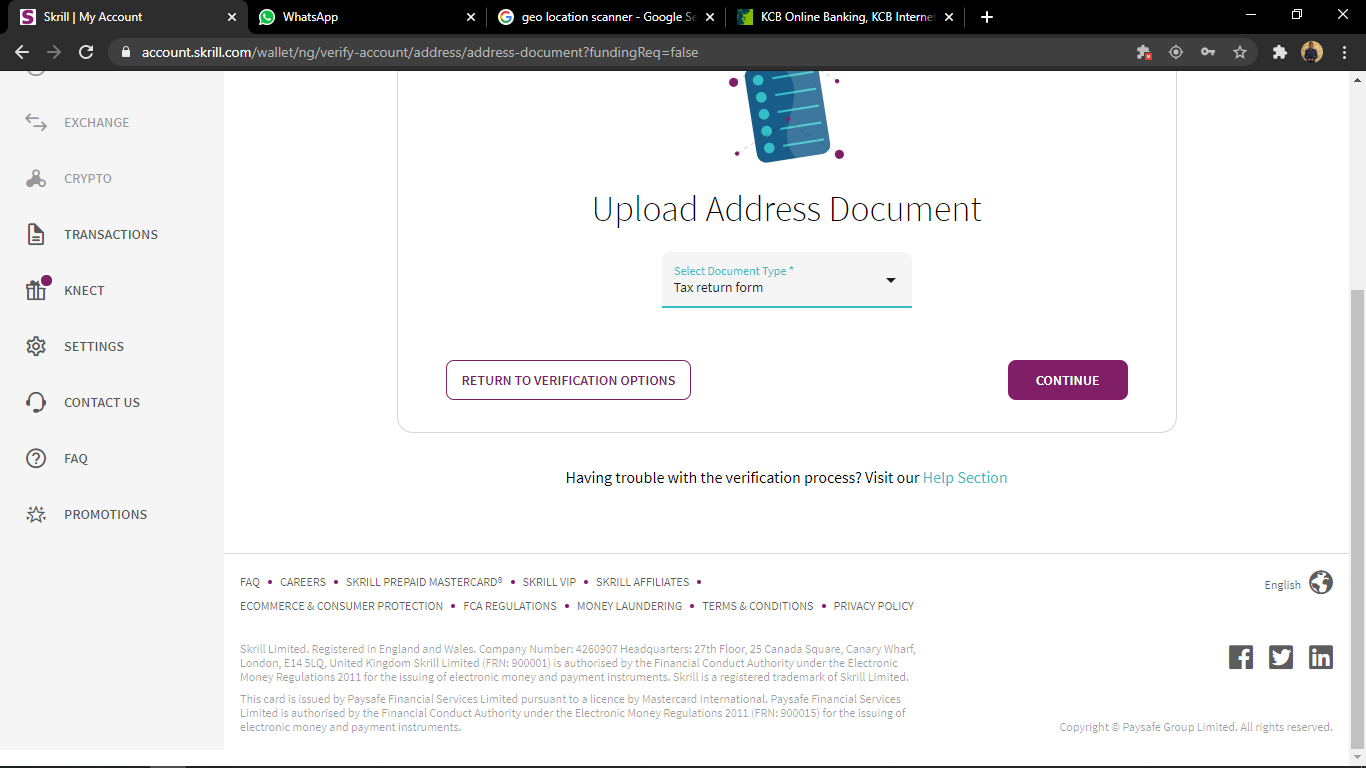 Skrill | My Account
WhatsApp
geo location scanner - Google Se
KCB Online Banking, KCB Internet
account.skrill.com/wallet/ng/verify-account/address/address-document?fundingReq=false
EXCHANGE
CRYPTO
TRANSACTIONS
KNECT
SETTINGS
CONTACT US
FAQ
PROMOTIONS
Upload Address Document
Select Document Type *
Tax return form
RETURN TO VERIFICATION OPTIONS
CONTINUE
Having trouble with the verification process? Visit our Help Section
FAQ • CAREERS • SKRILL PREPAID MASTERCARD® • SKRILL VIP • SKRILL AFFILIATES •
ECOMMERCE & CONSUMER PROTECTION • FCA REGULATIONS • MONEY LAUNDERING • TERMS & CONDITIONS • PRIVACY POLICY
English
Skrill Limited. Registered in England and Wales. Company Number: 4260907 Headquarters: 27th Floor, 25 Canada Square, Canary Wharf,
London, E14 5LQ, United Kingdom Skrill Limited (FRN: 900001) is authorised by the Financial Conduct Authority under the Electronic
Money Regulations 2011 for the issuing of electronic money and payment instruments. Skrill is a registered trademark of Skrill Limited.
This card is issued by Paysafe Financial Services Limited pursuant to a licence by Mastercard International. Paysafe Financial Services
Limited is authorised by the Financial Conduct Authority under the Electronic Money Regulations 2011 (FRN: 900015) for the issuing of
electronic money and payment instruments.
Copyright © Paysafe Group Limited. All rights reserved.